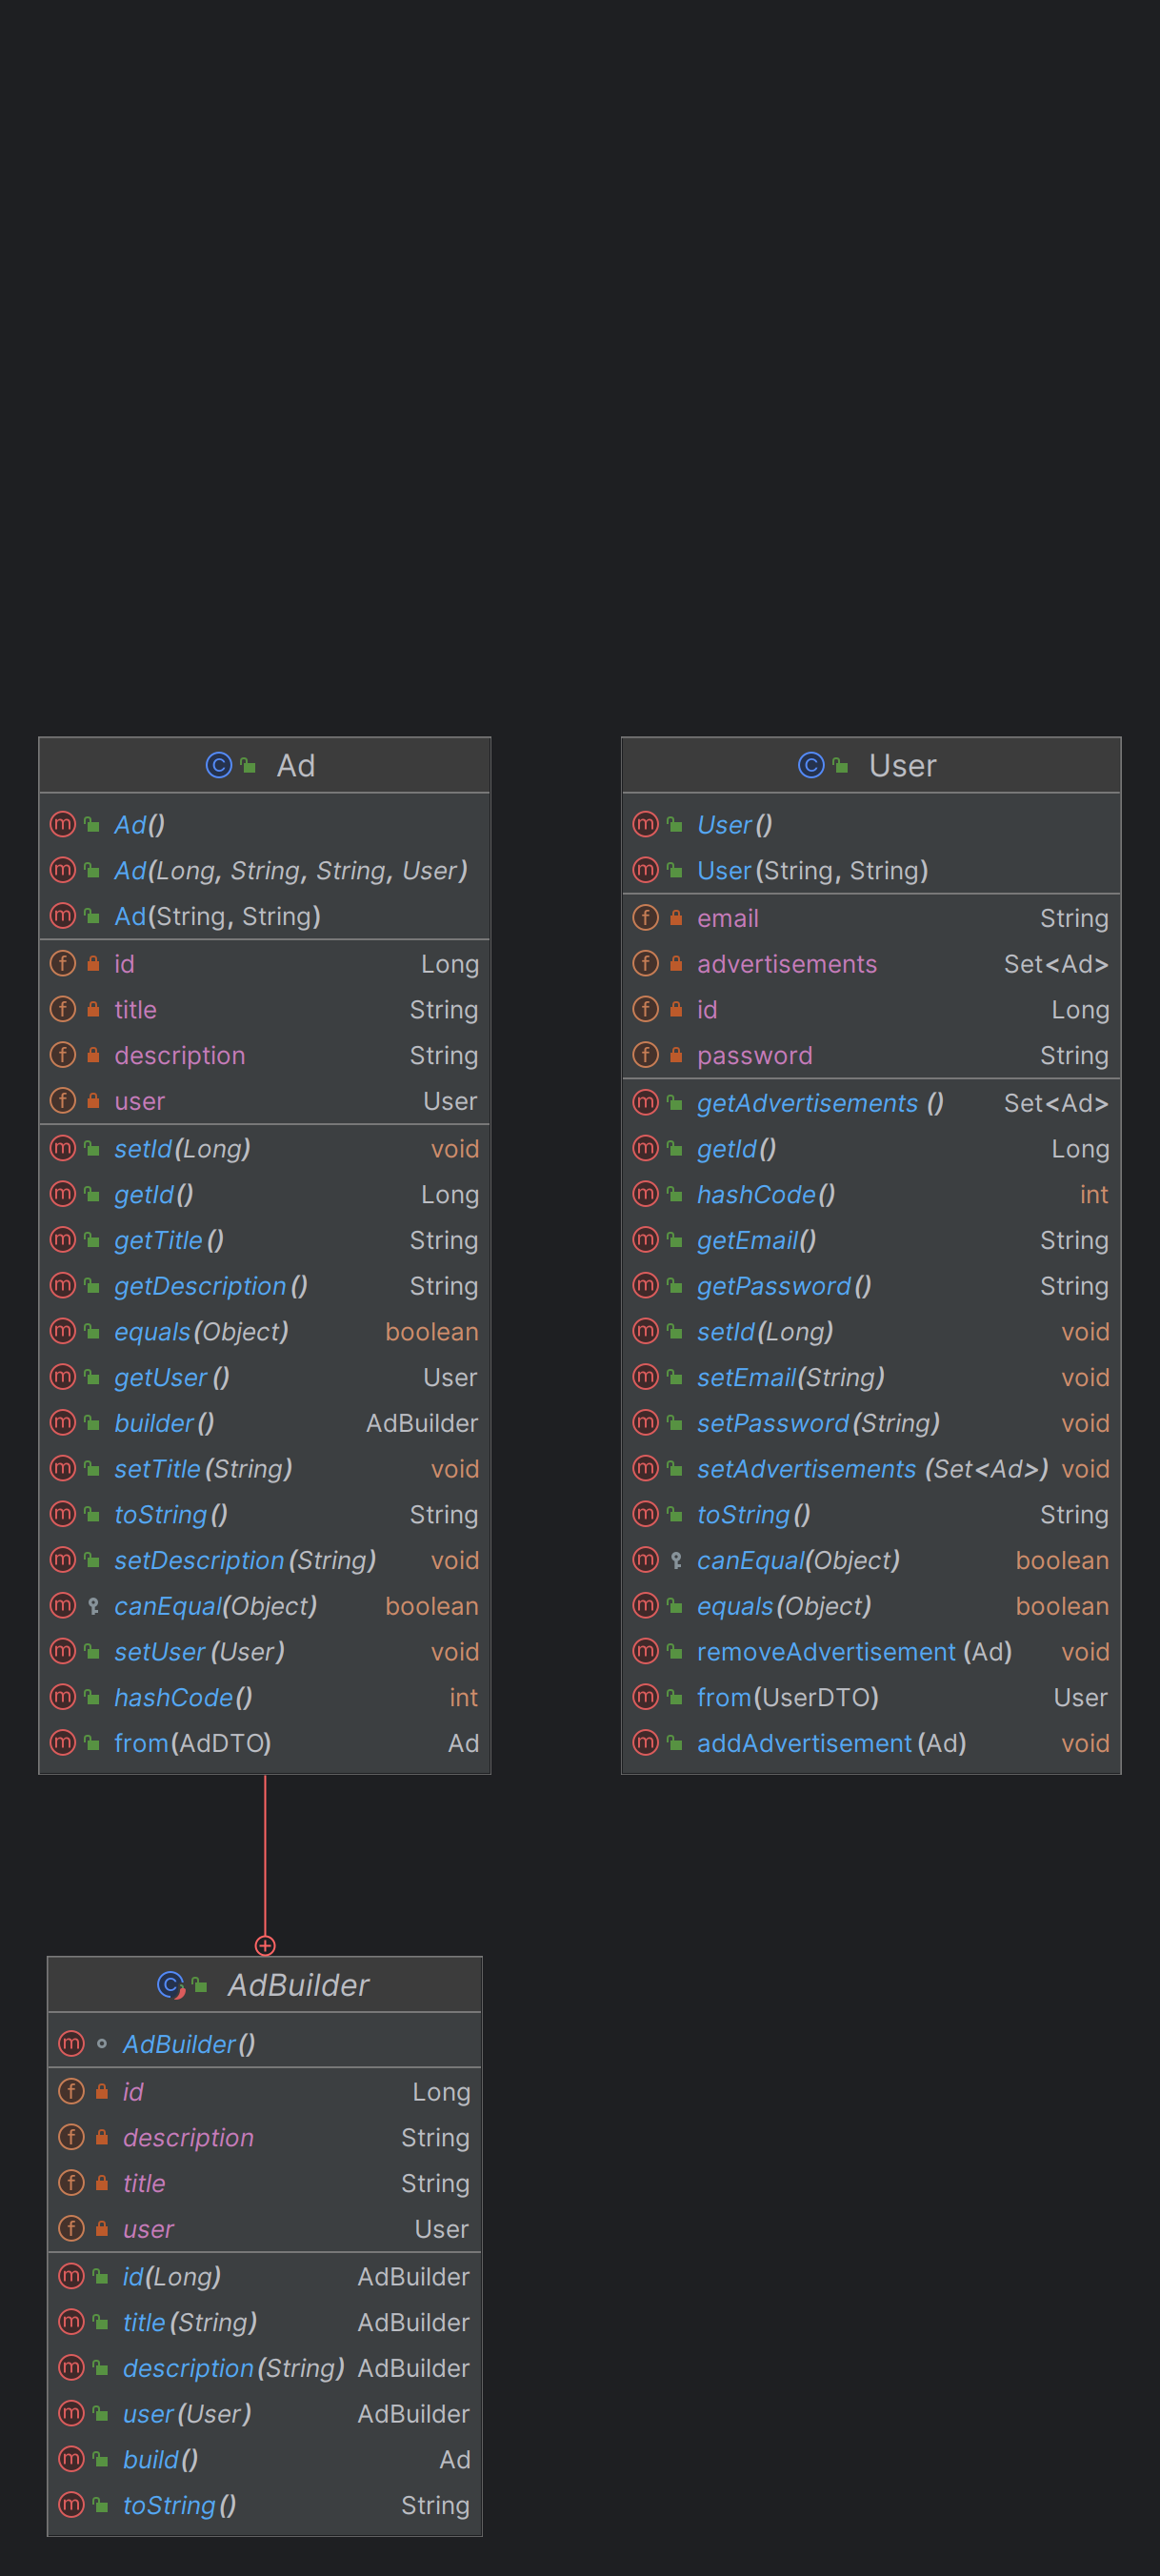 Ad
Ad()
Ad(Long, String, String, User)
Ad(String, String)
id Long
title String
description String
user User
setId(Long) void
getId() Long
getTitle() String
getDescription() String
equals(Object) boolean
getUser() User
builder() AdBuilder
setTitle(String) void
toString() String
setDescription(String) void
canEqual(Object) boolean
setUser(User) void
hashCode() int
from(AdDTO) Ad
User
User()
User(String, String)
email String
advertisements Set<Ad>
id Long
password String
getAdvertisements() Set<Ad>
getId() Long
hashCode() int
getEmail() String
getPassword() String
setId(Long) void
setEmail(String) void
setPassword(String) void
setAdvertisements(Set<Ad>) void
toString() String
canEqual(Object) boolean
equals(Object) boolean
removeAdvertisement(Ad) void
from(UserDTO) User
addAdvertisement(Ad) void
AdBuilder
AdBuilder()
id Long
description String
title String
user User
id(Long) AdBuilder
title(String) AdBuilder
description(String) AdBuilder
user(User) AdBuilder
build() Ad
toString() String